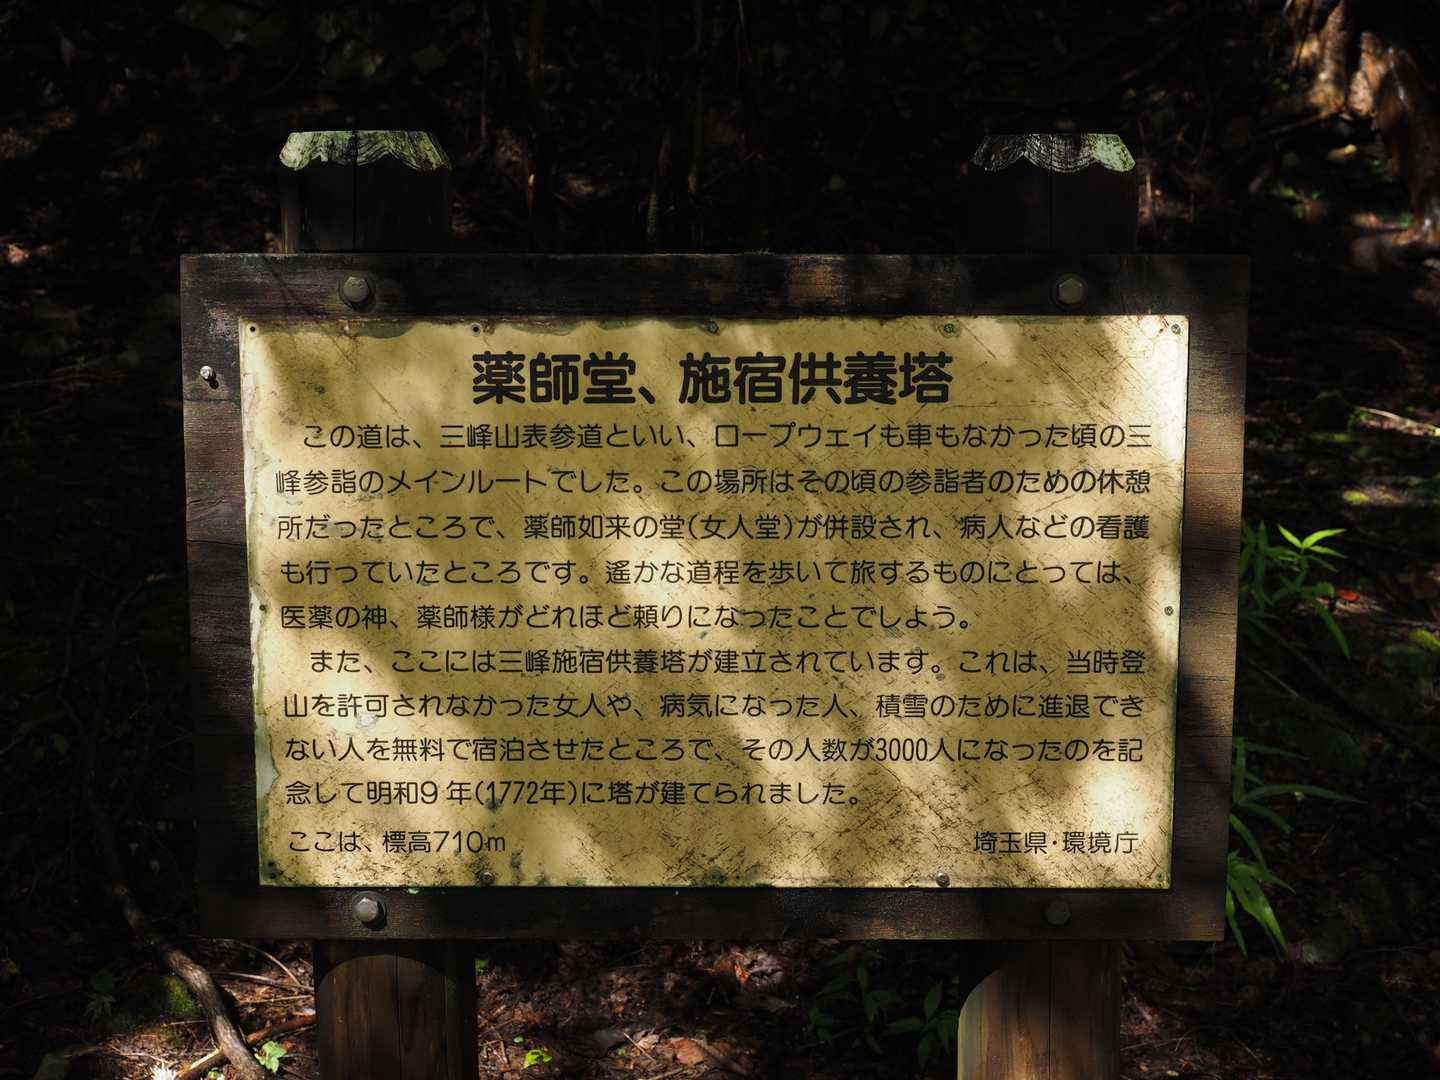 薬師堂、施宿供養塔
この道は、三峰山表参道といい、ロープウェイも車もなかった頃の三
峰参詣のメインルートでした。この場所はその頃の参詣者のための休憩
所だったところで、薬師如来の堂(女人堂)が併設され、病人などの看護
も行っていたところです。遙かな道程を歩いて旅するものにとっては、
医薬の神、薬師様がどれほど頼りになったことでしょう。
また、ここには三峰施宿供養塔が建立されています。これは、当時登
山を許可されなかった女人や、病気になった人、積雪のために進退でき
ない人を無料で宿泊させたところで、その人数が3000人になったのを記
念して明和9年(1772年)に塔が建てられました。
ここは、標高710m
埼玉県·環境庁